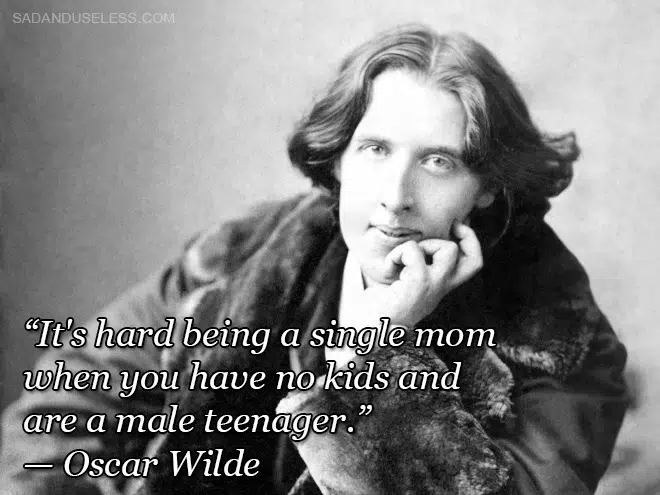 SADANDUSELESS.COM
“It's hard being a single mom
when you have no kids and
are a male teenager.”
— Oscar Wilde